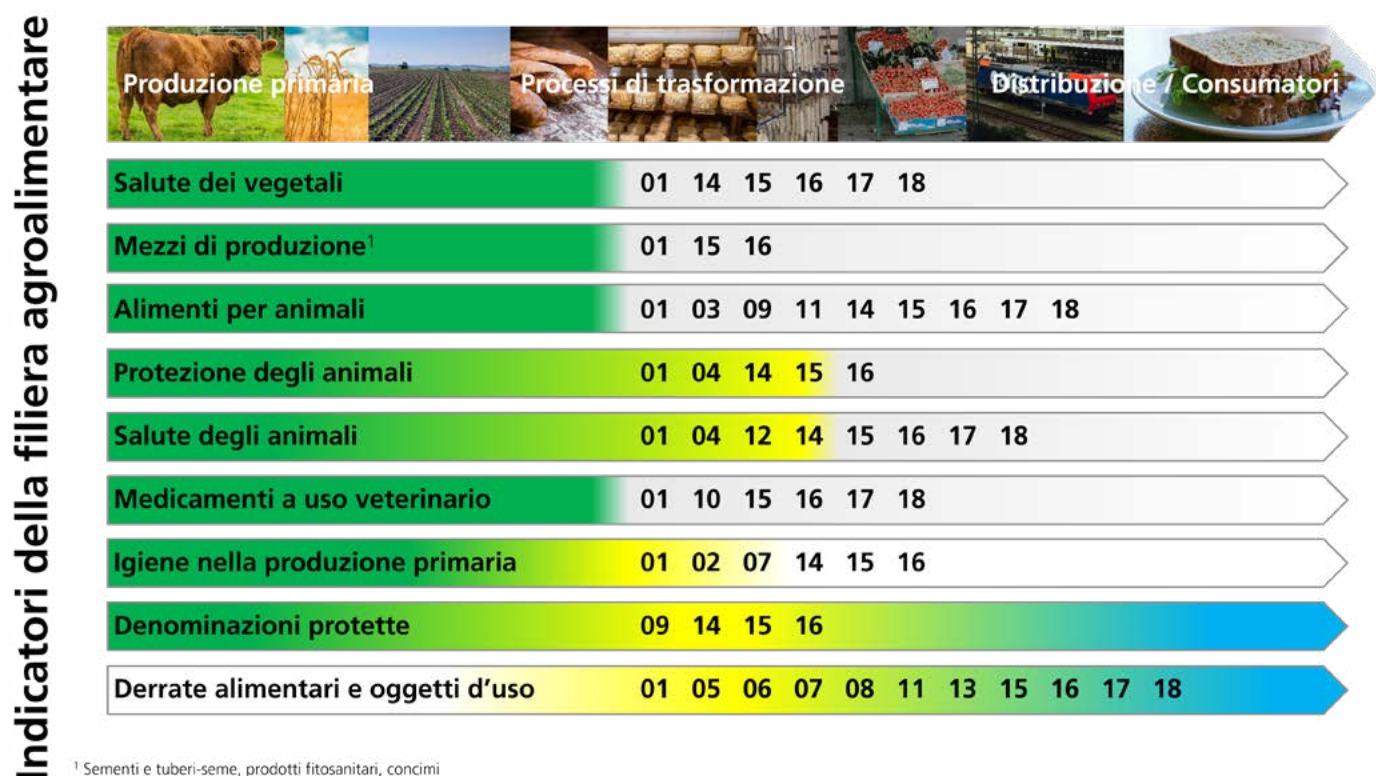 Indicatori della filiera agroalimentare
Produzione primaria
Processi di trasformazione
Distribuzione / Consumatori
Salute dei vegetali 01 14 15 16 17 18
Mezzi di produzione¹ 01 15 16
Alimenti per animali 01 03 09 11 14 15 16 17 18
Protezione degli animali 01 04 14 15 16
Salute degli animali 01 04 12 14 15 16 17 18
Medicamenti a uso veterinario 01 10 15 16 17 18
Igiene nella produzione primaria 01 02 07 14 15 16
Denominazioni protette 09 14 15 16
Derrate alimentari e oggetti d'uso 01 05 06 07 08 11 13 15 16 17 18
¹ Sementi e tuberi-seme, prodotti fitosanitari, concimi